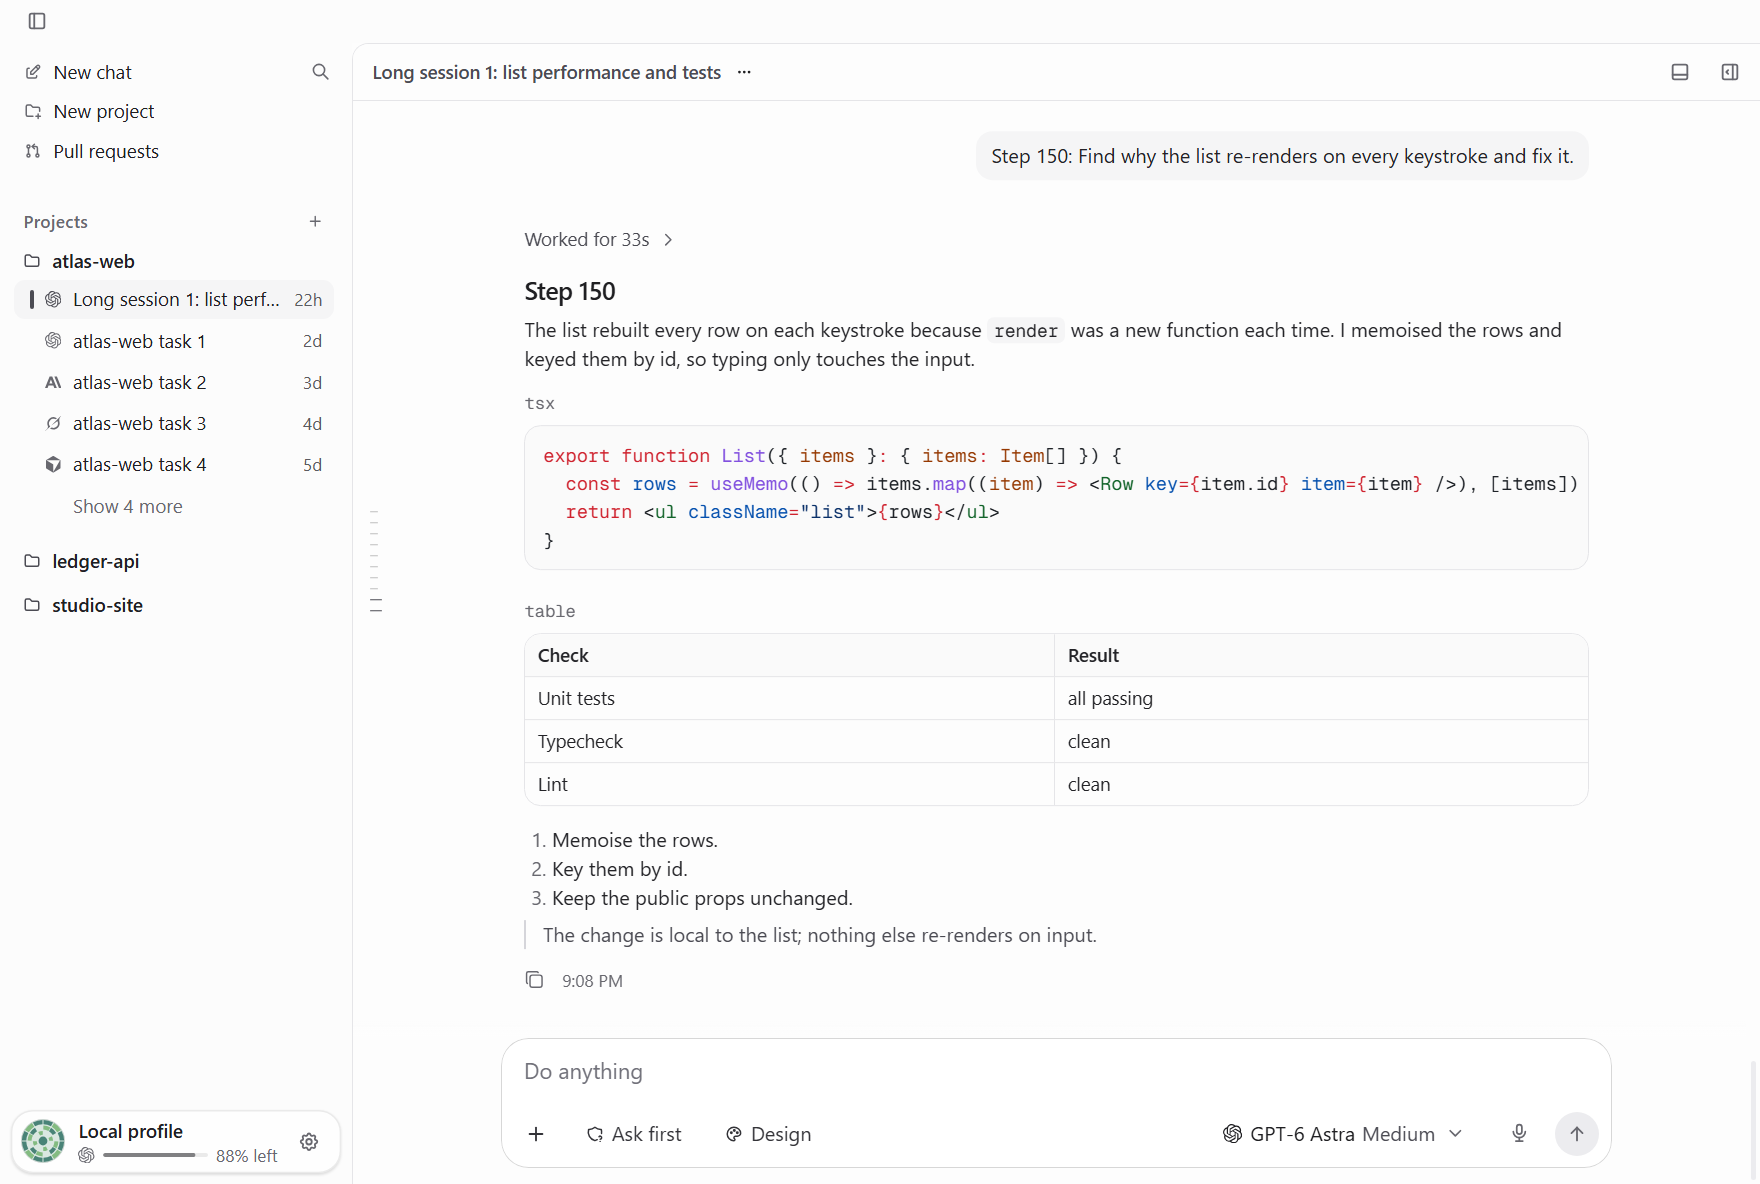 New chat
New project
Pull requests
Projects
atlas-web
Long session 1: list perf... 22h
atlas-web task 1 2d
atlas-web task 2 3d
atlas-web task 3 4d
atlas-web task 4 5d
Show 4 more
ledger-api
studio-site
Local profile
88% left
Long session 1: list performance and tests
Step 150: Find why the list re-renders on every keystroke and fix it.
Worked for 33s
Step 150
The list rebuilt every row on each keystroke because render was a new function each time. I memoised the rows and
keyed them by id, so typing only touches the input.
tsx
export function List({ items }: { items: Item[] }) {
  const rows = useMemo(() => items.map((item) => <Row key={item.id} item={item} />), [items])
  return <ul className="list">{rows}</ul>
}
table
Check Result
Unit tests all passing
Typecheck clean
Lint clean
1. Memoise the rows.
2. Key them by id.
3. Keep the public props unchanged.
The change is local to the list; nothing else re-renders on input.
9:08 PM
Do anything
Ask first Design GPT-6 Astra Medium